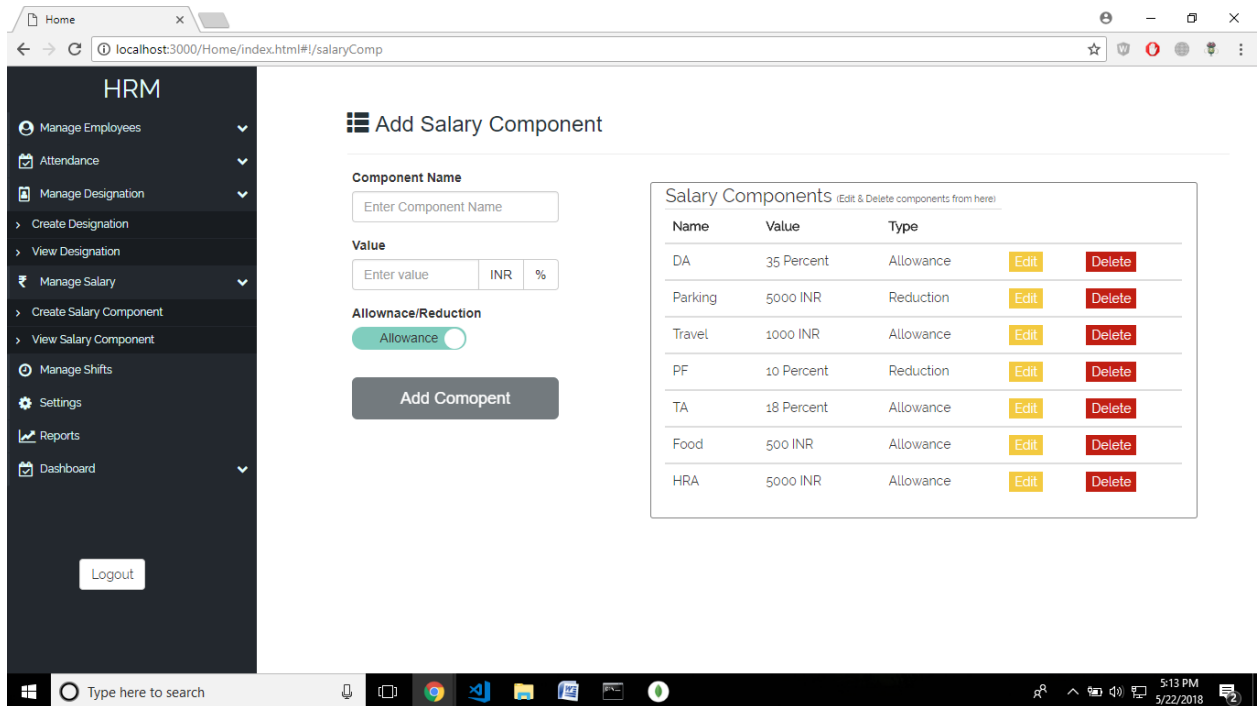 Home
localhost:3000/Home/index.html#!/salaryComp
HRM
Manage Employees
Attendance
Manage Designation
Create Designation
View Designation
₹ Manage Salary
Create Salary Component
View Salary Component
Manage Shifts
Settings
Reports
Dashboard
Logout
Add Salary Component
Component Name
Enter Component Name
Value
Enter value INR %
Allownace/Reduction
Allowance
Add Comopent
Salary Components (Edit & Delete components from here)
Name Value Type
DA 35 Percent Allowance Edit Delete
Parking 5000 INR Reduction Edit Delete
Travel 1000 INR Allowance Edit Delete
PF 10 Percent Reduction Edit Delete
TA 18 Percent Allowance Edit Delete
Food 500 INR Allowance Edit Delete
HRA 5000 INR Allowance Edit Delete
Type here to search
5:13 PM
5/22/2018
2